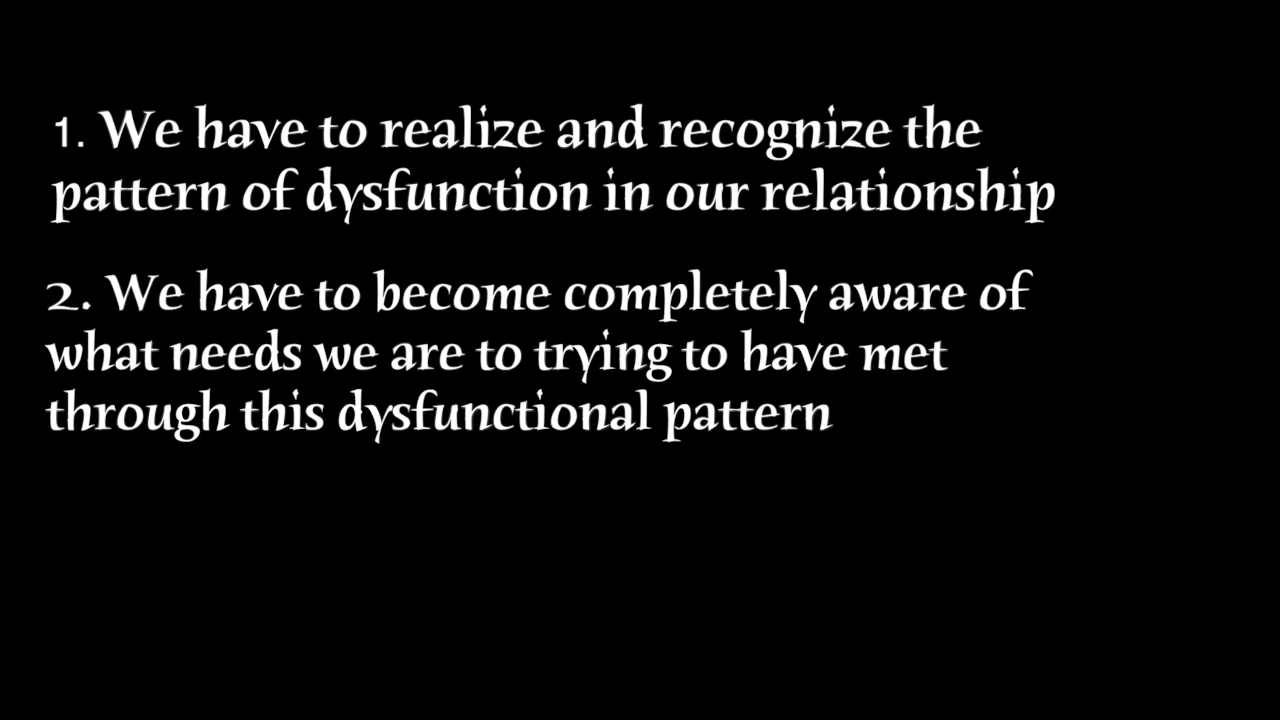 1. We have to realize and recognize the
pattern of dysfunction in our relationship
2. We have to become completely aware of
what needs we are to trying to have met
through this dysfunctional pattern